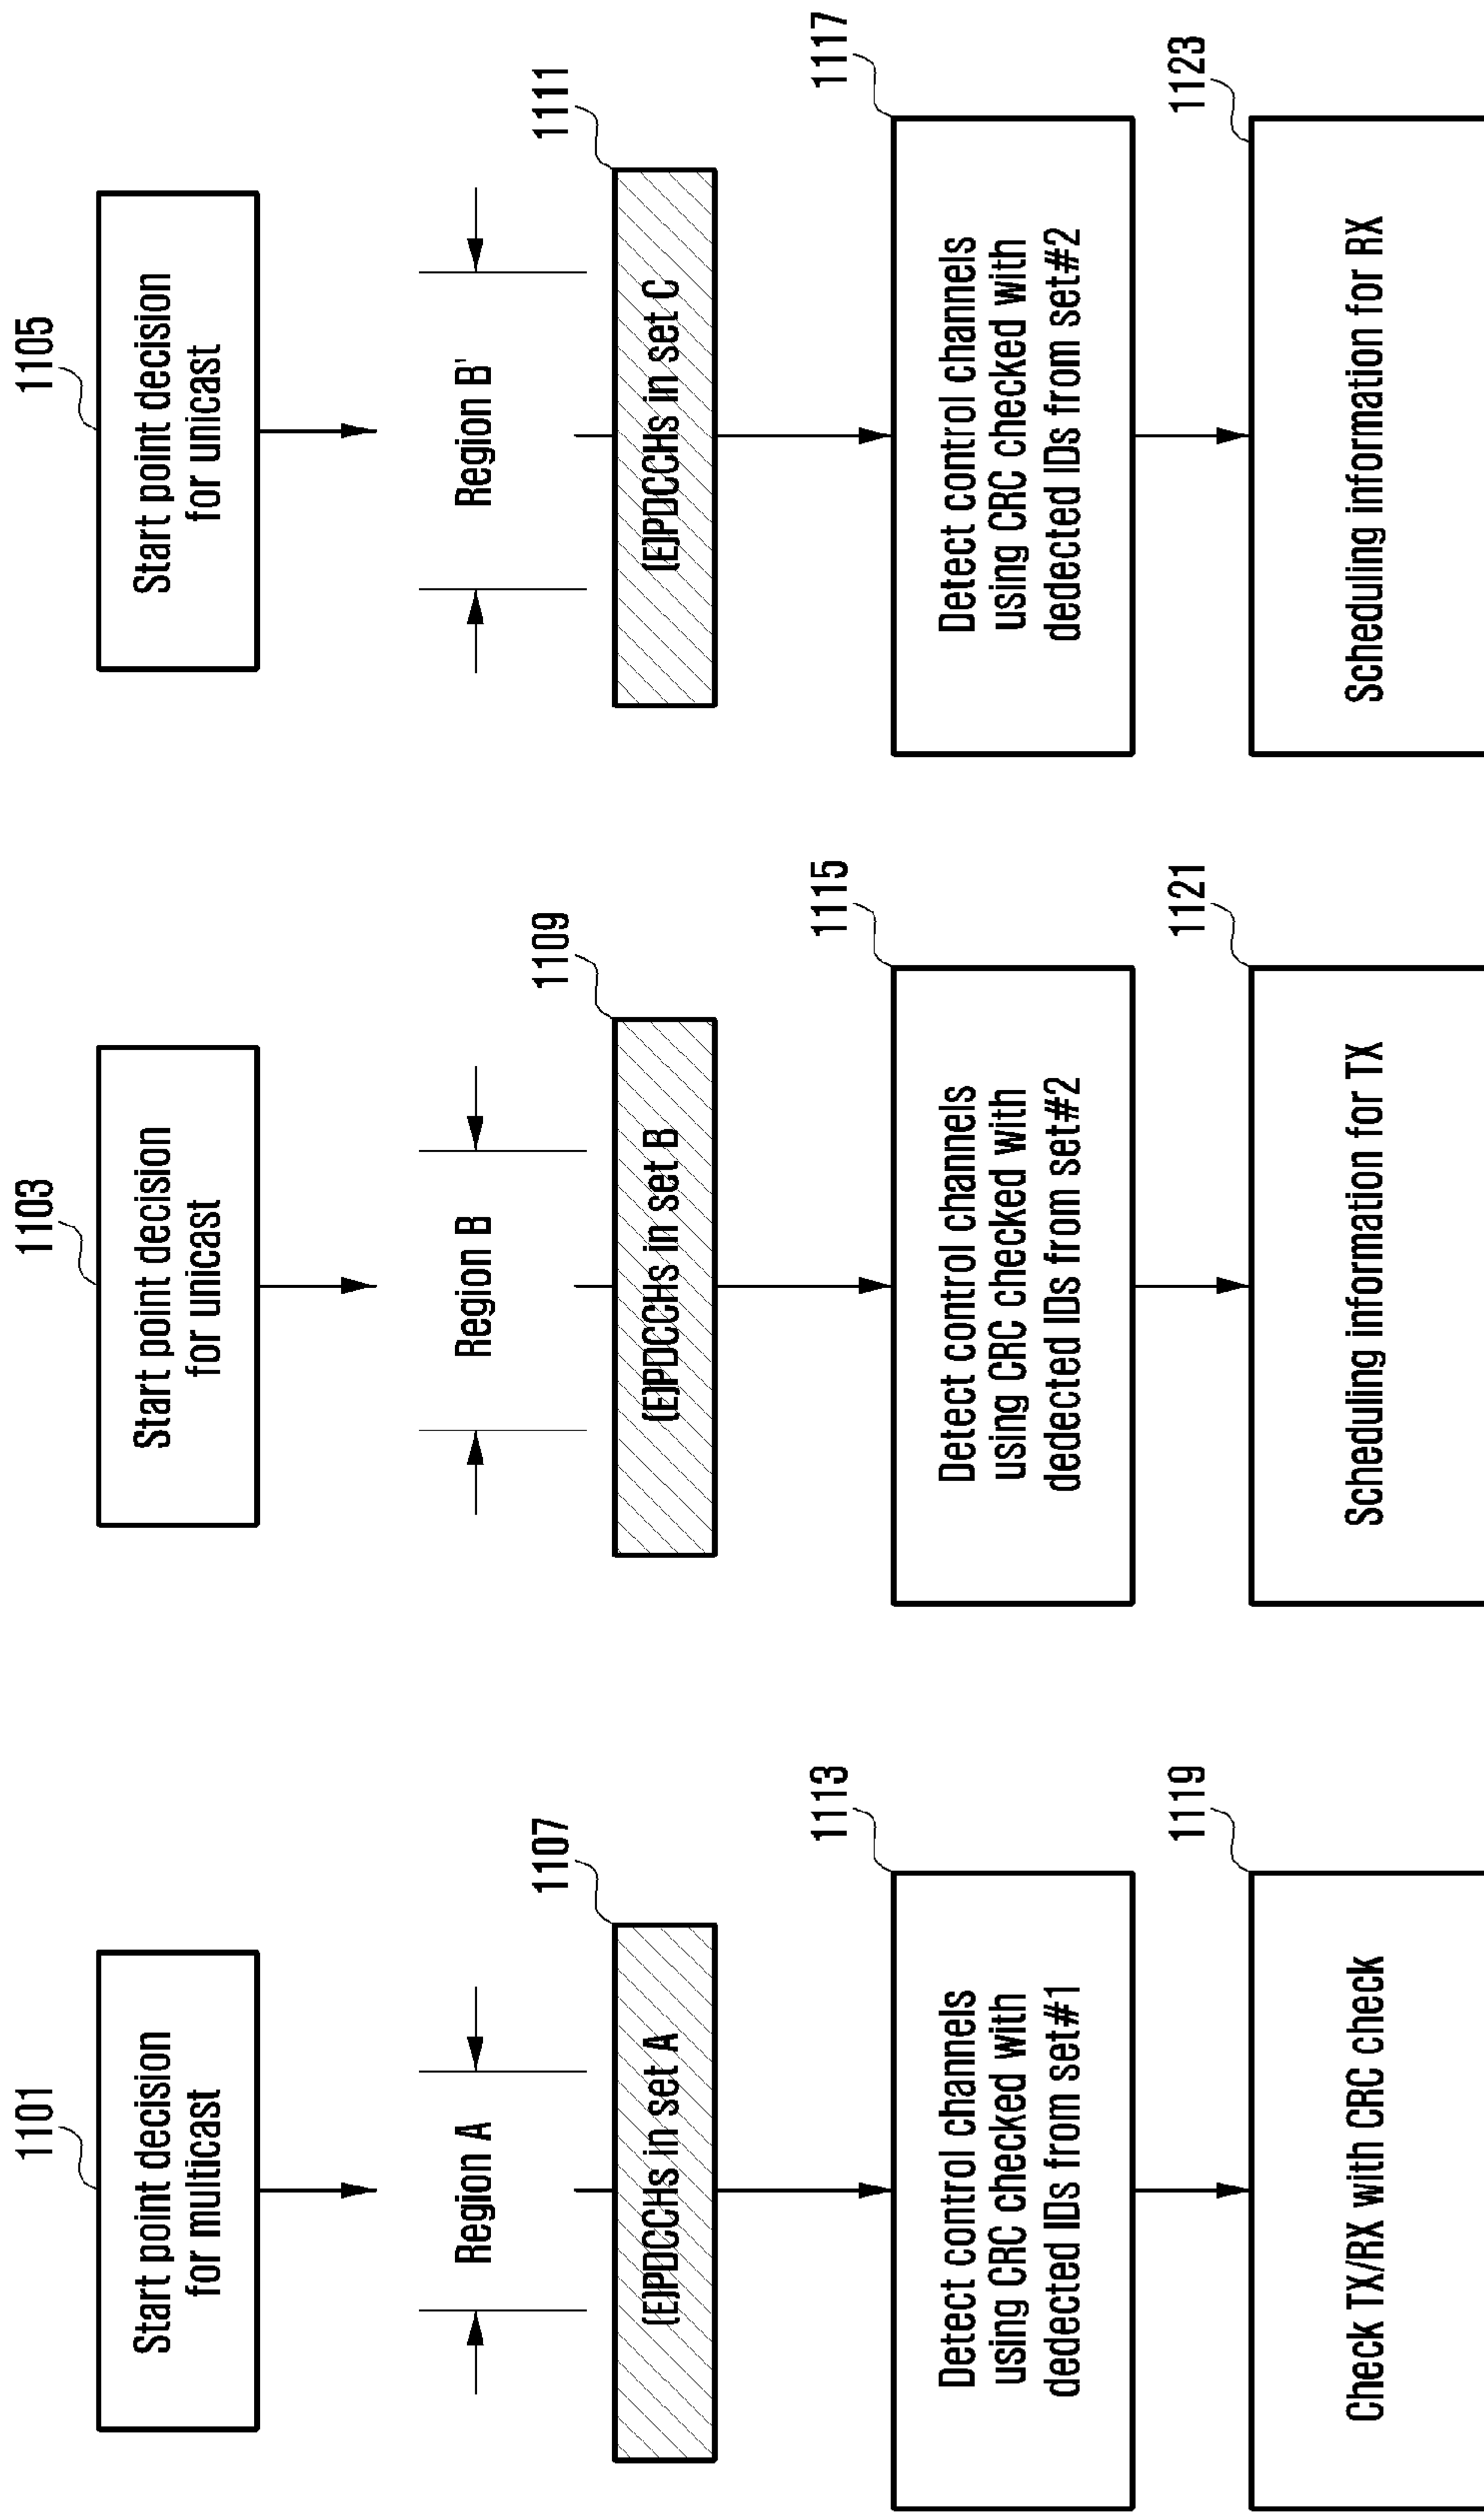 1101
Start point decision
for multicast
Region A
1107
(E)PDCCHs in set A
1113
Detect control channels
using CRC checked with
dedected IDs from set#1
1119
Check TX/RX with CRC check
1103
Start point decision
for unicast
Region B
1109
(E)PDCCHs in set B
1115
Detect control channels
using CRC checked with
dedected IDs from set#2
1121
Scheduling information for TX
1105
Start point decision
for unicast
Region B'
1111
(E)PDCCHs in set C
1117
Detect control channels
using CRC checked with
dedected IDs from set#2
1123
Scheduling information for RX